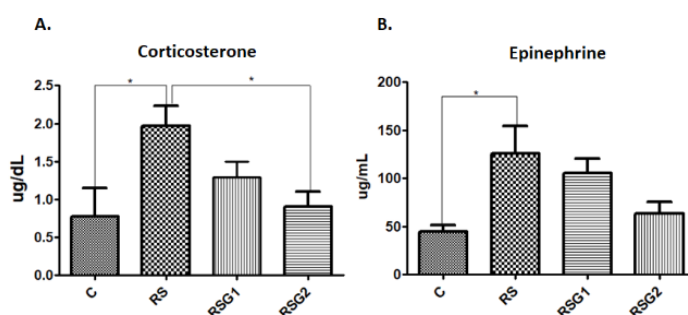 A.
Corticosterone
ug/dL
2.5
2.0
1.5
1.0
0.5
0.0
*
*
C
RS
RSG1
RSG2
B.
Epinephrine
ug/mL
200
150
100
50
0
*
C
RS
RSG1
RSG2